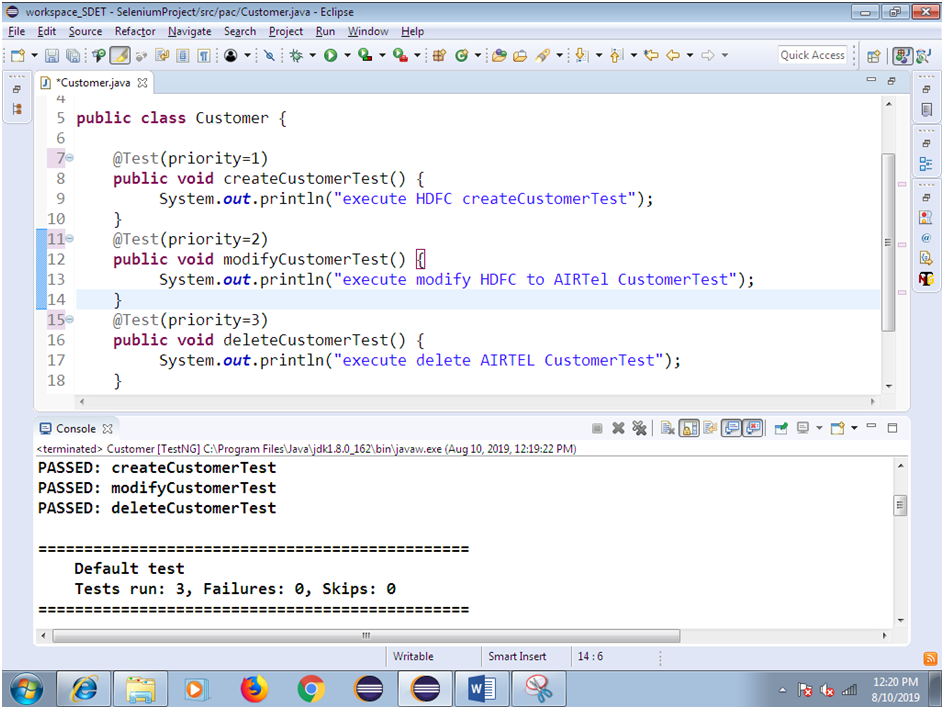 workspace_SDET - SeleniumProject/src/pac/Customer.java - Eclipse
File Edit Source Refactor Navigate Search Project Run Window Help
Quick Access
*Customer.java
4
5 public class Customer {
6
7 @Test(priority=1)
8 public void createCustomerTest() {
9 System.out.println("execute HDFC createCustomerTest");
10 }
11 @Test(priority=2)
12 public void modifyCustomerTest() {
13 System.out.println("execute modify HDFC to AIRTel CustomerTest");
14 }
15 @Test(priority=3)
16 public void deleteCustomerTest() {
17 System.out.println("execute delete AIRTEL CustomerTest");
18 }
Console
<terminated> Customer [TestNG] C:\Program Files\Java\jdk1.8.0_162\bin\javaw.exe (Aug 10, 2019, 12:19:22 PM)
PASSED: createCustomerTest
PASSED: modifyCustomerTest
PASSED: deleteCustomerTest
===============================================
Default test
Tests run: 3, Failures: 0, Skips: 0
===============================================
Writable Smart Insert 14 : 6
12:20 PM
8/10/2019